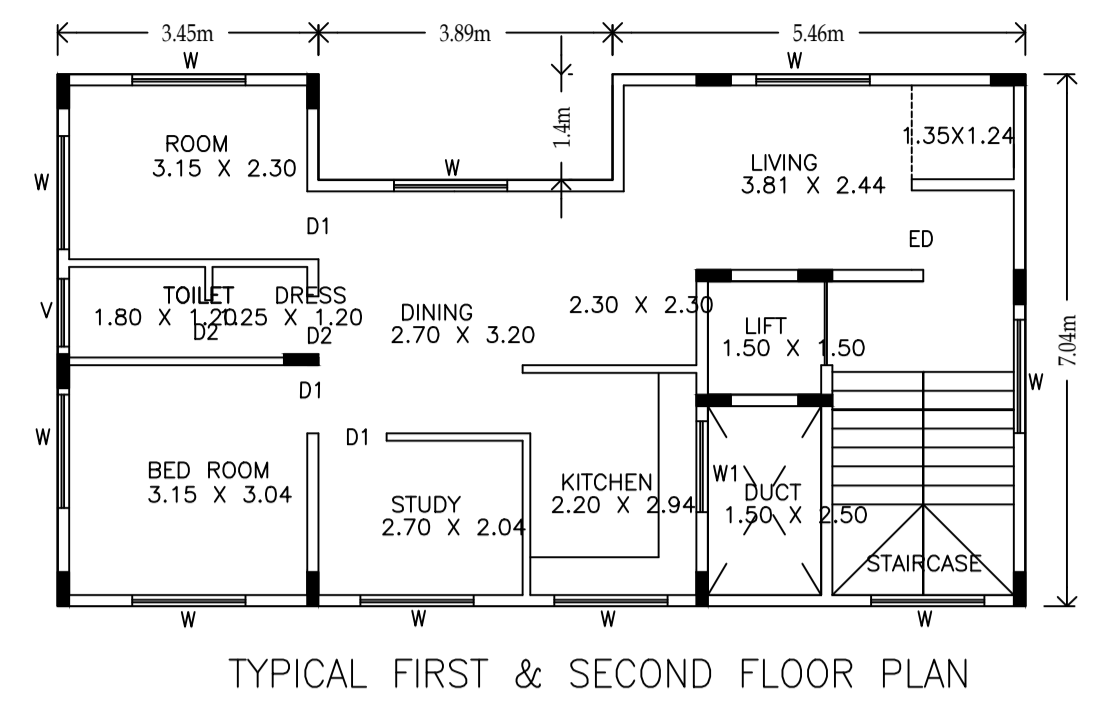 3.45m
3.89m
5.46m
W
W
1.4m
ROOM
3.15 X 2.30
1.35X1.24
LIVING
3.81 X 2.44
W
W
D1
ED
TOILET
1.80 X 1.20
DRESS
1.25 X 1.20
V
D2
D2
DINING
2.70 X 3.20
2.30 X 2.30
LIFT
1.50 X 1.50
7.04m
D1
W
W
D1
BED ROOM
3.15 X 3.04
STUDY
2.70 X 2.04
KITCHEN
2.20 X 2.94
W1
DUCT
1.50 X 2.50
STAIRCASE
W
W
W
W
TYPICAL FIRST & SECOND FLOOR PLAN